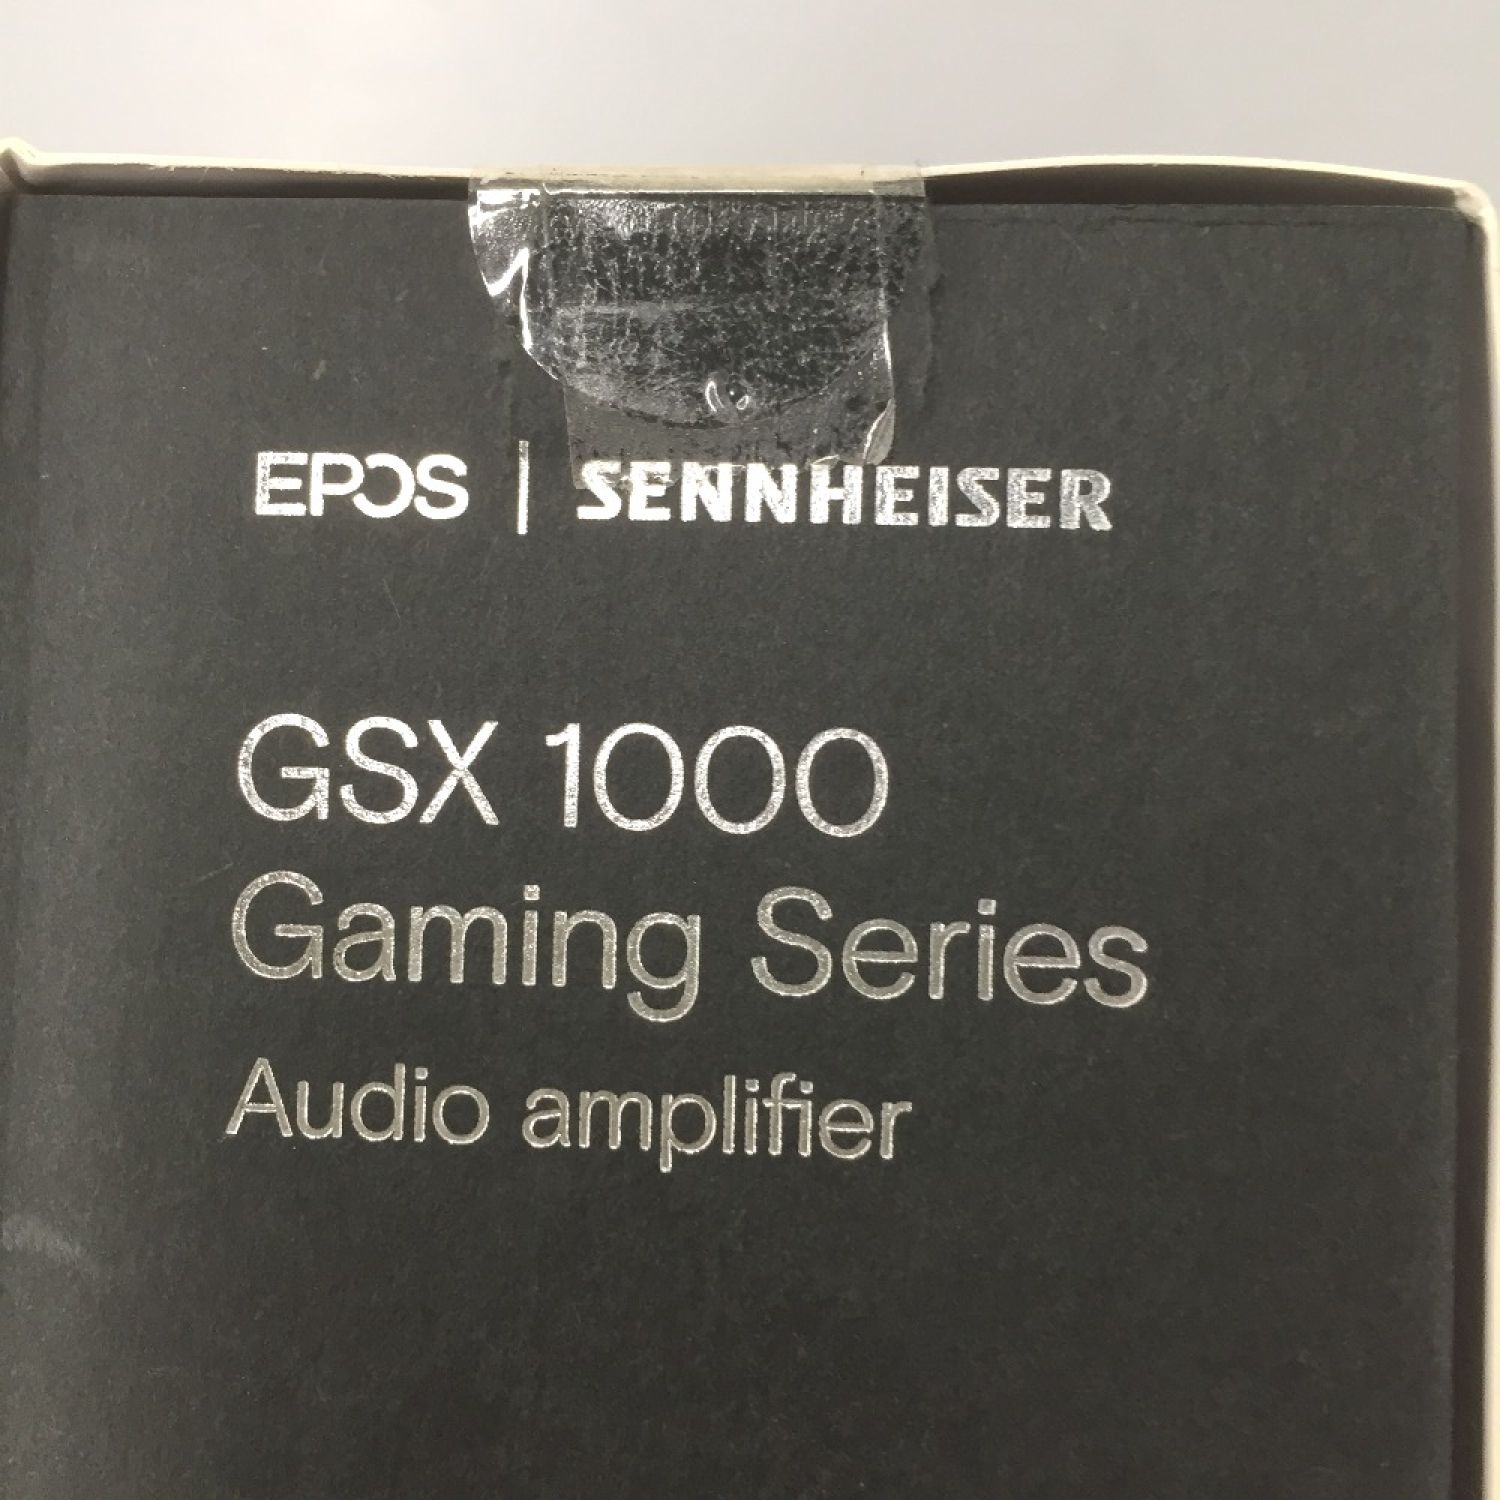 EPOS | SENNHEISER
GSX 1000
Gaming Series
Audio amplifier